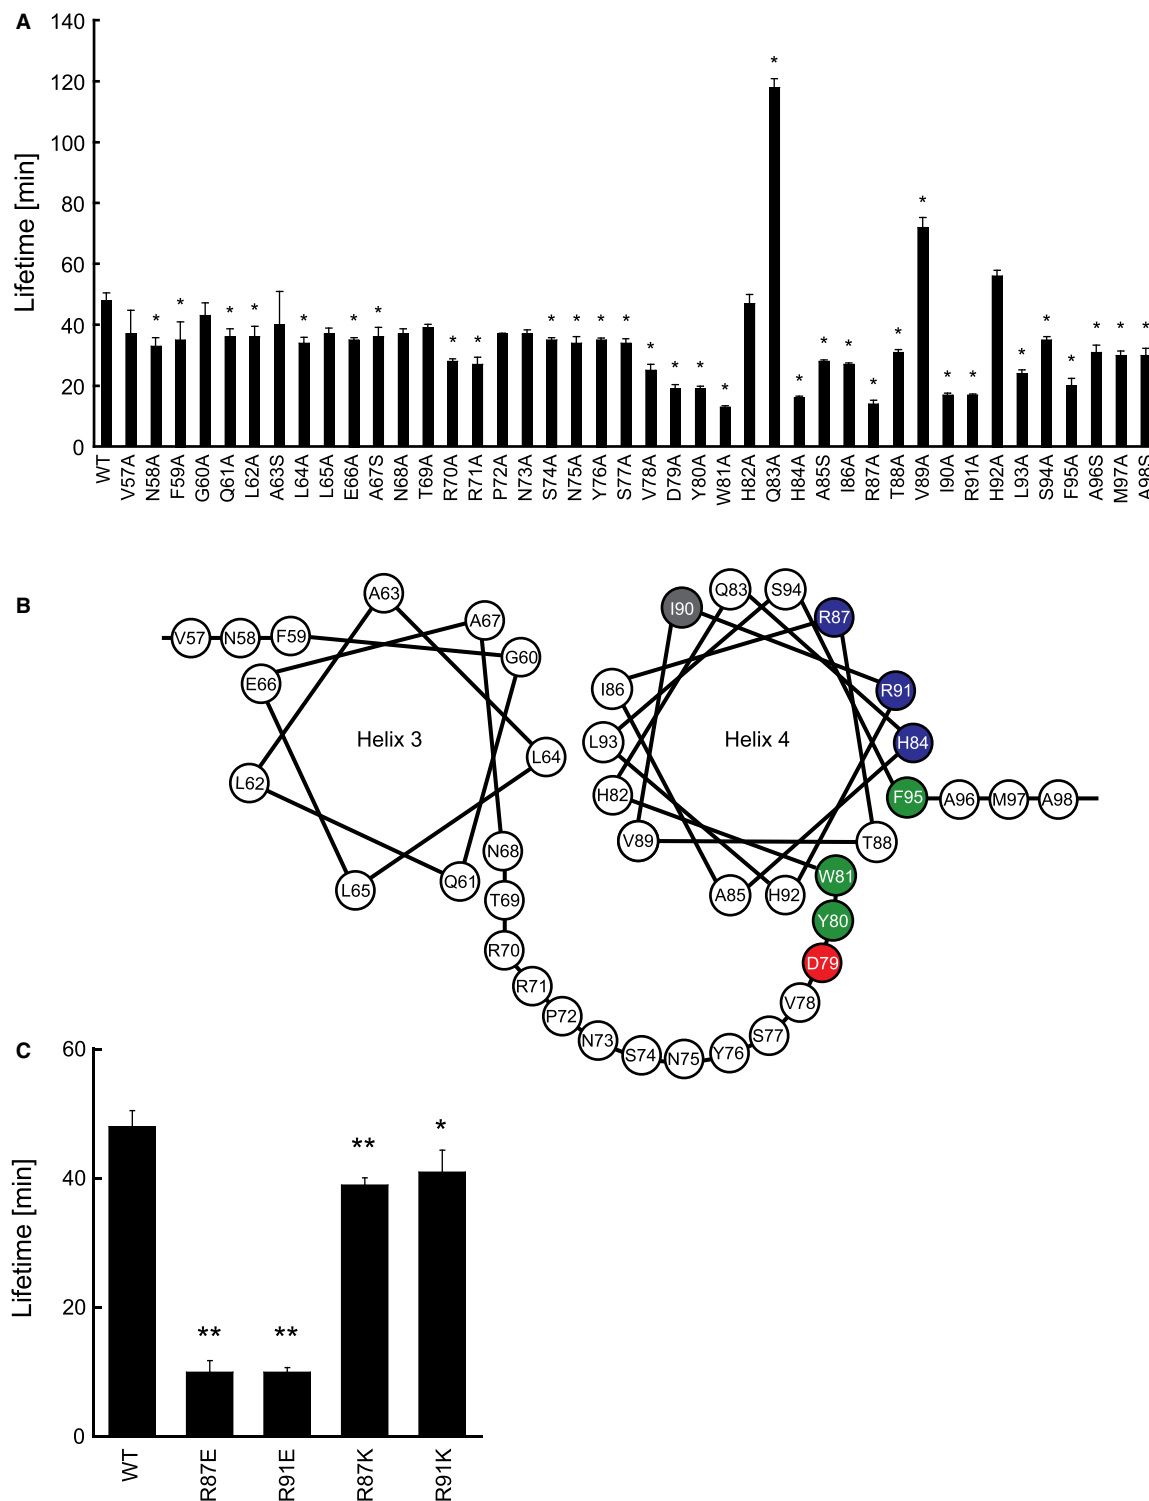 A
140
120
100
80
60
40
20
0
Lifetime [min]
* * * * * * * * * * * * * * * * * * * * * * * * * * * * * * * *
WT V57A N58A F59A G60A Q61A L62A A63S L64A L65A E66A A67S N68A T69A R70A R71A P72A N73A S74A N75A Y76A S77A V78A D79A Y80A W81A H82A Q83A H84A A85S I86A R87A T88A V89A I90A R91A H92A L93A S94A F95A A96S M97A A98S
B
V57 N58 F59 G60 Q61 L62 A63 L64 L65 E66 A67 N68 T69 R70 R71 P72 N73 S74 N75 Y76 S77 V78 D79 Y80 W81 H82 Q83 H84 A85 I86 R87 T88 V89 I90 R91 H92 L93 S94 F95 A96 M97 A98
Helix 3
Helix 4
C
60
40
20
0
Lifetime [min]
** ** ** *
WT R87E R91E R87K R91K